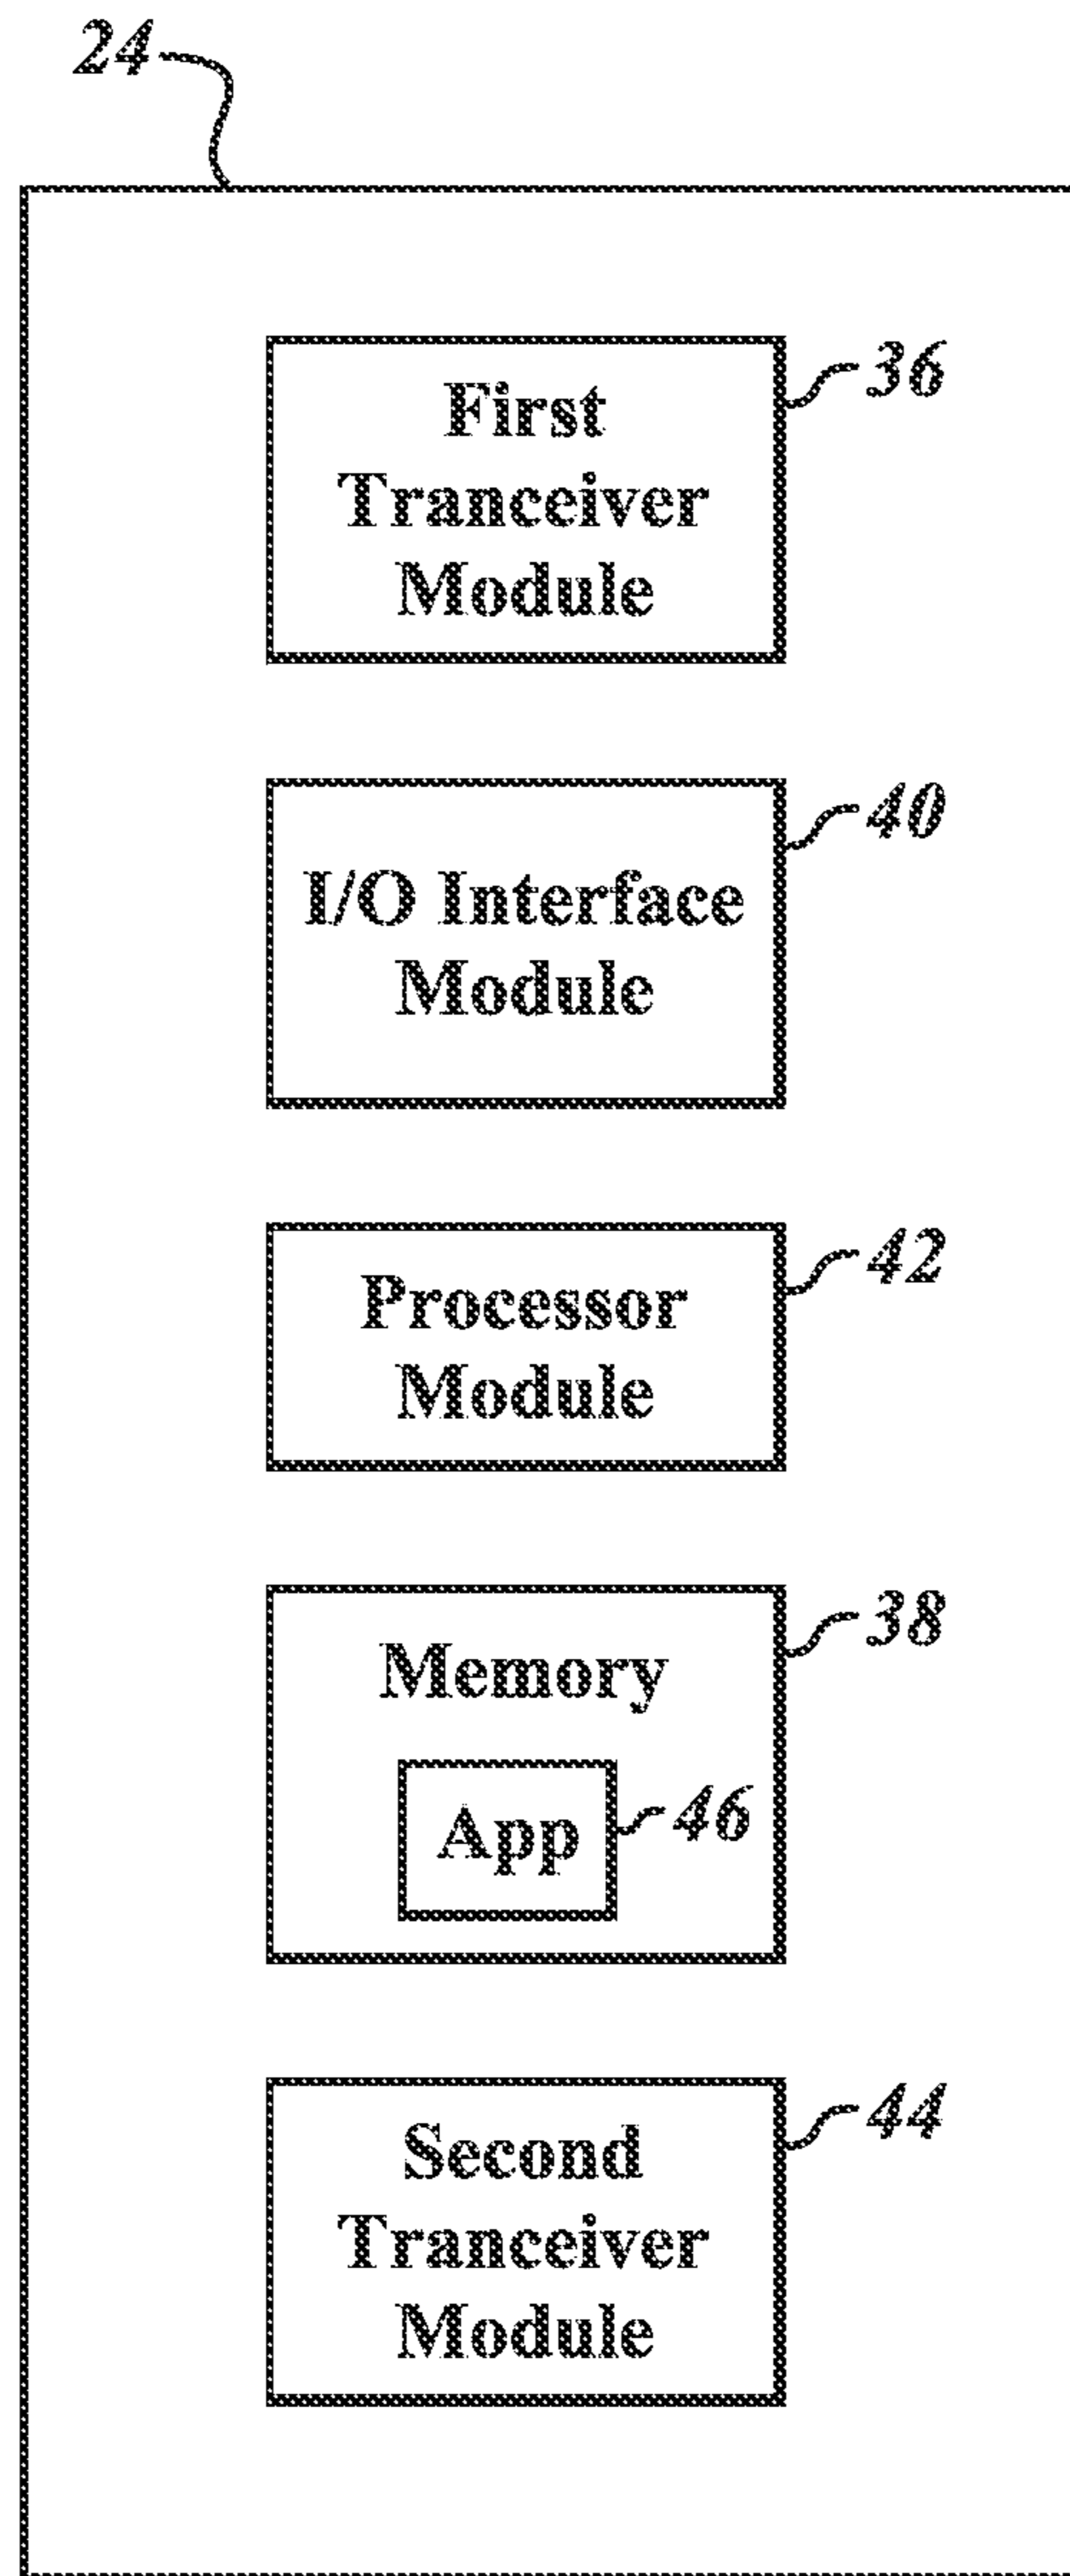 24
First
Tranceiver
Module
36
I/O Interface
Module
40
Processor
Module
42
Memory
38
App
46
Second
Tranceiver
Module
44